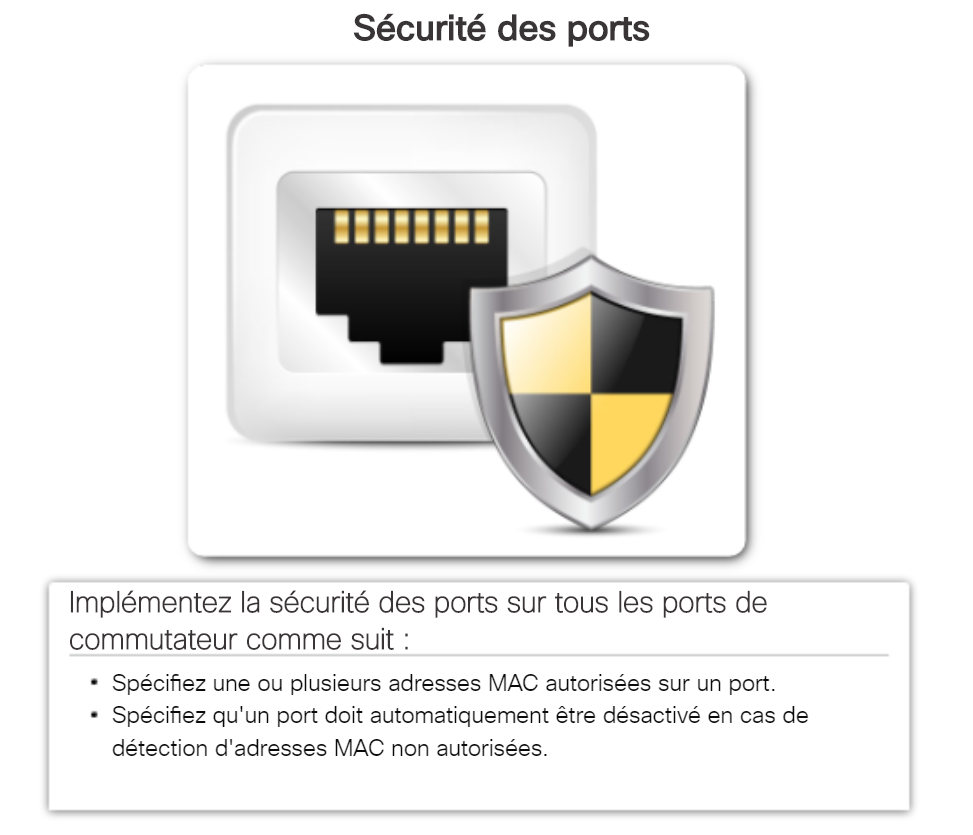 Sécurité des ports
Implémentez la sécurité des ports sur tous les ports de
commutateur comme suit :
• Spécifiez une ou plusieurs adresses MAC autorisées sur un port.
• Spécifiez qu'un port doit automatiquement être désactivé en cas de
détection d'adresses MAC non autorisées.